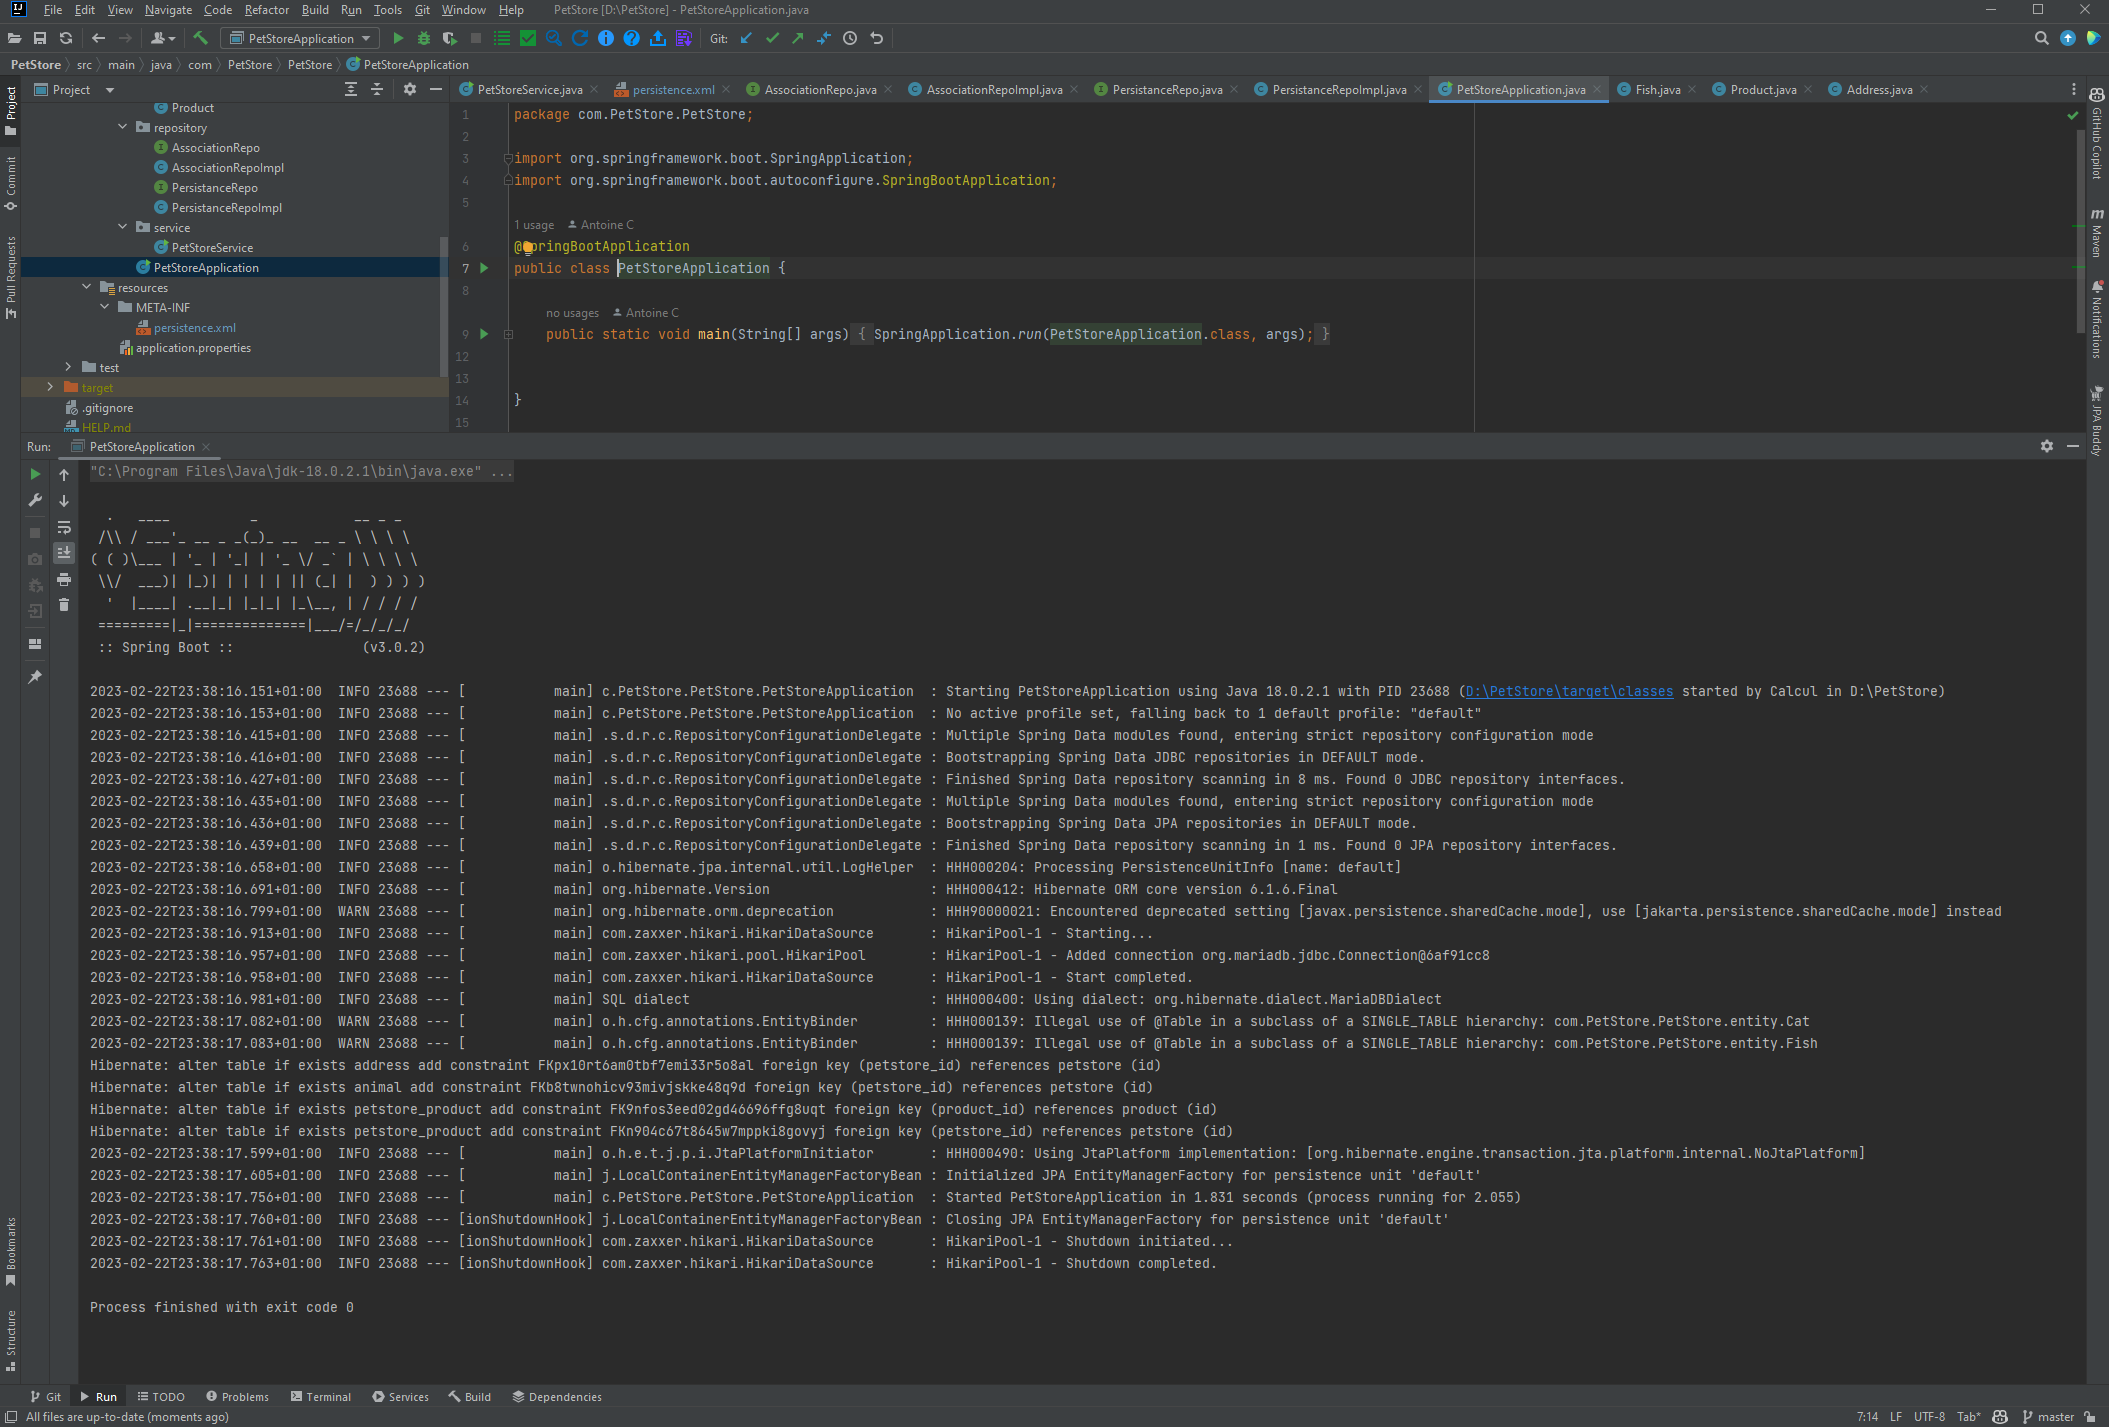 File Edit View Navigate Code Refactor Build Run Tools Git Window Help PetStore [D:\PetStore] - PetStoreApplication.java
PetStoreApplication Git:
PetStore src main java com PetStore PetStore PetStoreApplication
Project
PetStoreService.java persistence.xml AssociationRepo.java AssociationRepoImpl.java PersistanceRepo.java PersistanceRepoImpl.java PetStoreApplication.java Fish.java Product.java Address.java
Project
Commit
Pull Requests
Product
repository
AssociationRepo
AssociationRepoImpl
PersistanceRepo
PersistanceRepoImpl
service
PetStoreService
PetStoreApplication
resources
META-INF
persistence.xml
application.properties
test
target
.gitignore
HELP.md
1 package com.PetStore.PetStore;
2
3 import org.springframework.boot.SpringApplication;
4 import org.springframework.boot.autoconfigure.SpringBootApplication;
5
1 usage Antoine C
6 @SpringBootApplication
7 public class PetStoreApplication {
8
no usages Antoine C
9 public static void main(String[] args) { SpringApplication.run(PetStoreApplication.class, args); }
12
13
14 }
15
GitHub Copilot
Maven
Notifications
JPA Buddy
Run: PetStoreApplication
"C:\Program Files\Java\jdk-18.0.2.1\bin\java.exe" ...
  .   ____          _            __ _ _
 /\\ / ___'_ __ _ _(_)_ __  __ _ \ \ \ \
( ( )\___ | '_ | '_| | '_ \/ _` | \ \ \ \
 \\/  ___)| |_)| | | | | || (_| |  ) ) ) )
  '  |____| .__|_| |_|_| |_\__, | / / / /
 =========|_|==============|___/=/_/_/_/
 :: Spring Boot ::                (v3.0.2)
2023-02-22T23:38:16.151+01:00  INFO 23688 --- [           main] c.PetStore.PetStore.PetStoreApplication  : Starting PetStoreApplication using Java 18.0.2.1 with PID 23688 (D:\PetStore\target\classes started by Calcul in D:\PetStore)
2023-02-22T23:38:16.153+01:00  INFO 23688 --- [           main] c.PetStore.PetStore.PetStoreApplication  : No active profile set, falling back to 1 default profile: "default"
2023-02-22T23:38:16.415+01:00  INFO 23688 --- [           main] .s.d.r.c.RepositoryConfigurationDelegate : Multiple Spring Data modules found, entering strict repository configuration mode
2023-02-22T23:38:16.416+01:00  INFO 23688 --- [           main] .s.d.r.c.RepositoryConfigurationDelegate : Bootstrapping Spring Data JDBC repositories in DEFAULT mode.
2023-02-22T23:38:16.427+01:00  INFO 23688 --- [           main] .s.d.r.c.RepositoryConfigurationDelegate : Finished Spring Data repository scanning in 8 ms. Found 0 JDBC repository interfaces.
2023-02-22T23:38:16.435+01:00  INFO 23688 --- [           main] .s.d.r.c.RepositoryConfigurationDelegate : Multiple Spring Data modules found, entering strict repository configuration mode
2023-02-22T23:38:16.436+01:00  INFO 23688 --- [           main] .s.d.r.c.RepositoryConfigurationDelegate : Bootstrapping Spring Data JPA repositories in DEFAULT mode.
2023-02-22T23:38:16.439+01:00  INFO 23688 --- [           main] .s.d.r.c.RepositoryConfigurationDelegate : Finished Spring Data repository scanning in 1 ms. Found 0 JPA repository interfaces.
2023-02-22T23:38:16.658+01:00  INFO 23688 --- [           main] o.hibernate.jpa.internal.util.LogHelper  : HHH000204: Processing PersistenceUnitInfo [name: default]
2023-02-22T23:38:16.691+01:00  INFO 23688 --- [           main] org.hibernate.Version                    : HHH000412: Hibernate ORM core version 6.1.6.Final
2023-02-22T23:38:16.799+01:00  WARN 23688 --- [           main] org.hibernate.orm.deprecation            : HHH90000021: Encountered deprecated setting [javax.persistence.sharedCache.mode], use [jakarta.persistence.sharedCache.mode] instead
2023-02-22T23:38:16.913+01:00  INFO 23688 --- [           main] com.zaxxer.hikari.HikariDataSource       : HikariPool-1 - Starting...
2023-02-22T23:38:16.957+01:00  INFO 23688 --- [           main] com.zaxxer.hikari.pool.HikariPool        : HikariPool-1 - Added connection org.mariadb.jdbc.Connection@6af91cc8
2023-02-22T23:38:16.958+01:00  INFO 23688 --- [           main] com.zaxxer.hikari.HikariDataSource       : HikariPool-1 - Start completed.
2023-02-22T23:38:16.981+01:00  INFO 23688 --- [           main] SQL dialect                              : HHH000400: Using dialect: org.hibernate.dialect.MariaDBDialect
2023-02-22T23:38:17.082+01:00  WARN 23688 --- [           main] o.h.cfg.annotations.EntityBinder         : HHH000139: Illegal use of @Table in a subclass of a SINGLE_TABLE hierarchy: com.PetStore.PetStore.entity.Cat
2023-02-22T23:38:17.083+01:00  WARN 23688 --- [           main] o.h.cfg.annotations.EntityBinder         : HHH000139: Illegal use of @Table in a subclass of a SINGLE_TABLE hierarchy: com.PetStore.PetStore.entity.Fish
Hibernate: alter table if exists address add constraint FKpx10rt6am0tbf7emi33r5o8al foreign key (petstore_id) references petstore (id)
Hibernate: alter table if exists animal add constraint FKb8twnohicv93mivjskke48q9d foreign key (petstore_id) references petstore (id)
Hibernate: alter table if exists petstore_product add constraint FK9nfos3eed02gd46696ffg8uqt foreign key (product_id) references product (id)
Hibernate: alter table if exists petstore_product add constraint FKn904c67t8645w7mppki8govyj foreign key (petstore_id) references petstore (id)
2023-02-22T23:38:17.599+01:00  INFO 23688 --- [           main] o.h.e.t.j.p.i.JtaPlatformInitiator       : HHH000490: Using JtaPlatform implementation: [org.hibernate.engine.transaction.jta.platform.internal.NoJtaPlatform]
2023-02-22T23:38:17.605+01:00  INFO 23688 --- [           main] j.LocalContainerEntityManagerFactoryBean : Initialized JPA EntityManagerFactory for persistence unit 'default'
2023-02-22T23:38:17.756+01:00  INFO 23688 --- [           main] c.PetStore.PetStore.PetStoreApplication  : Started PetStoreApplication in 1.831 seconds (process running for 2.055)
2023-02-22T23:38:17.760+01:00  INFO 23688 --- [ionShutdownHook] j.LocalContainerEntityManagerFactoryBean : Closing JPA EntityManagerFactory for persistence unit 'default'
2023-02-22T23:38:17.761+01:00  INFO 23688 --- [ionShutdownHook] com.zaxxer.hikari.HikariDataSource       : HikariPool-1 - Shutdown initiated...
2023-02-22T23:38:17.763+01:00  INFO 23688 --- [ionShutdownHook] com.zaxxer.hikari.HikariDataSource       : HikariPool-1 - Shutdown completed.
Process finished with exit code 0
Bookmarks
Structure
Git Run TODO Problems Terminal Services Build Dependencies
All files are up-to-date (moments ago) 7:14 LF UTF-8 Tab* master